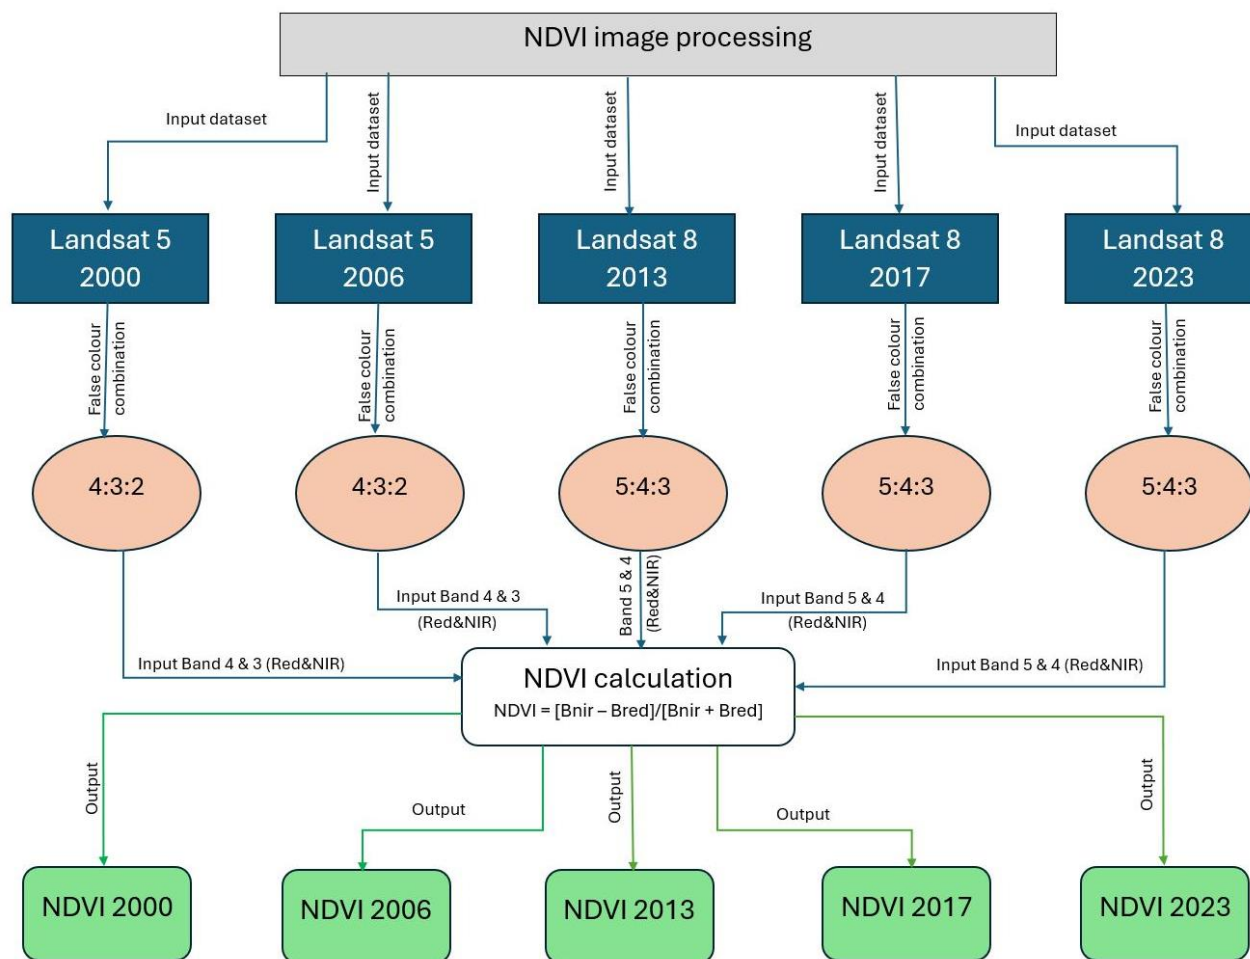 NDVI image processing
Input dataset
Input dataset
Input dataset
Input dataset
Input dataset
Landsat 5
2000
Landsat 5
2006
Landsat 8
2013
Landsat 8
2017
Landsat 8
2023
False colour
combination
False colour
combination
False colour
combination
False colour
combination
False colour
combination
4:3:2
4:3:2
5:4:3
5:4:3
5:4:3
Input Band 4 & 3
(Red&NIR)
Band 5 & 4
(Red&NIR)
Input Band 5 & 4
(Red&NIR)
Input Band 4 & 3 (Red&NIR)
Input Band 5 & 4 (Red&NIR)
NDVI calculation
NDVI = [Bnir – Bred]/[Bnir + Bred]
Output
Output
Output
Output
Output
NDVI 2000
NDVI 2006
NDVI 2013
NDVI 2017
NDVI 2023